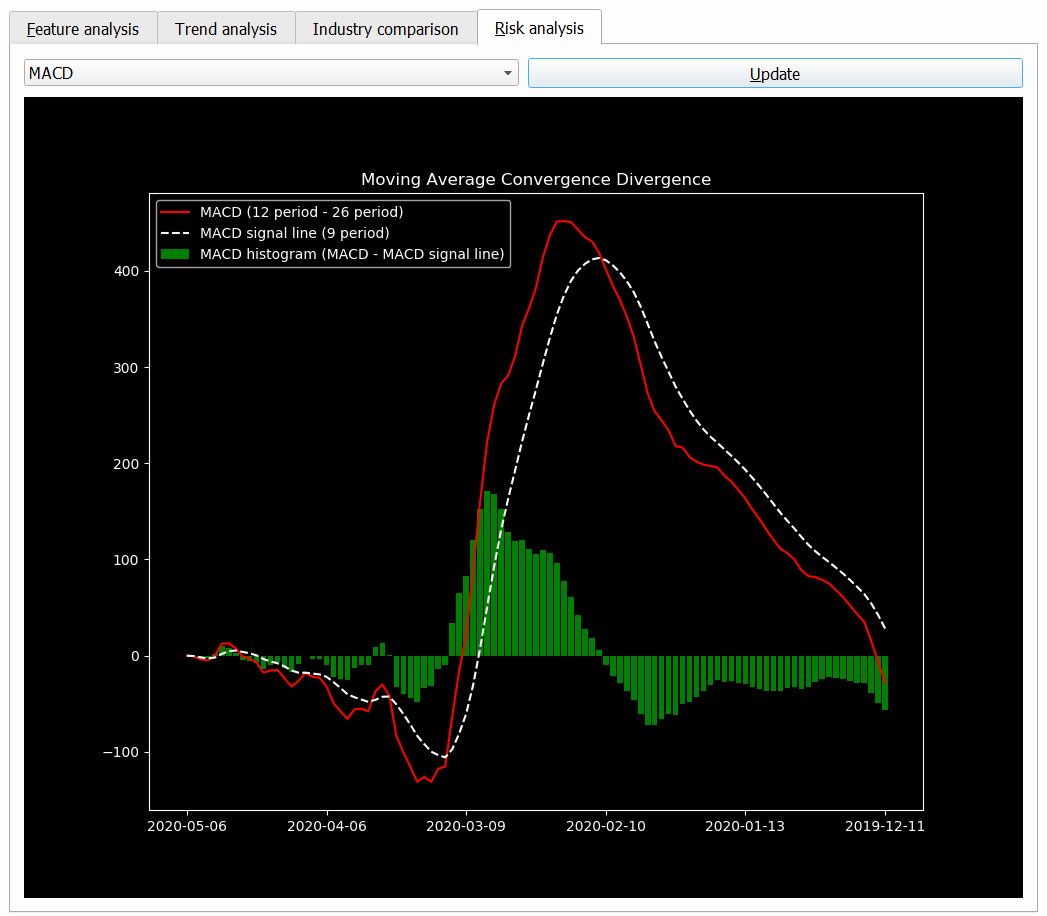 Feature analysis Trend analysis Industry comparison Risk analysis
MACD Update
Moving Average Convergence Divergence
MACD (12 period - 26 period)
MACD signal line (9 period)
MACD histogram (MACD - MACD signal line)
400
300
200
100
0
−100
2020-05-06 2020-04-06 2020-03-09 2020-02-10 2020-01-13 2019-12-11